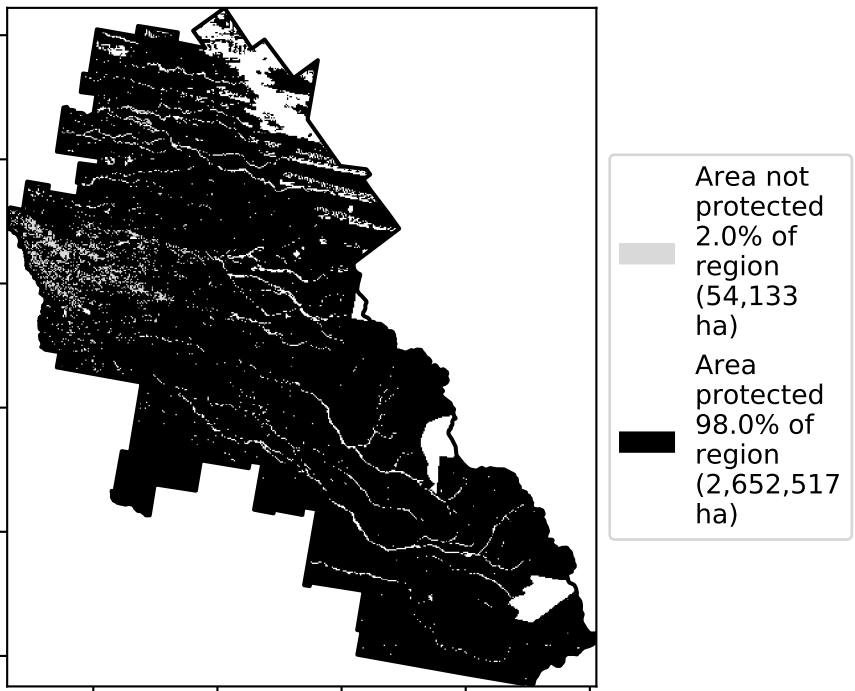 Area not
protected
2.0% of
region
(54,133
ha)
Area
protected
98.0% of
region
(2,652,517
ha)